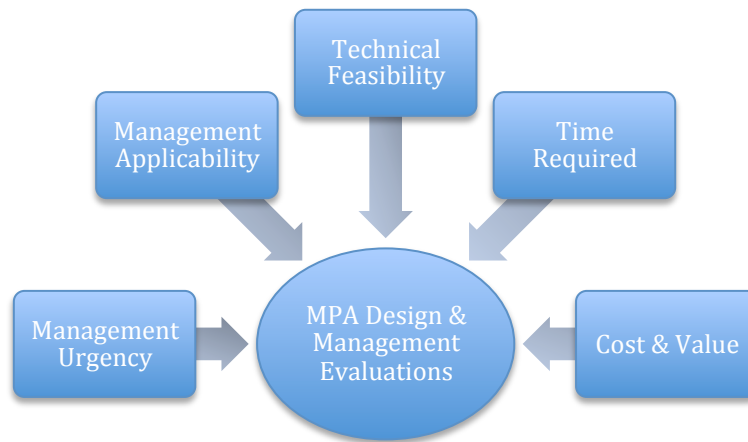 Technical
Feasibility
Management
Applicability
Time
Required
Management
Urgency
MPA Design &
Management
Evaluations
Cost & Value